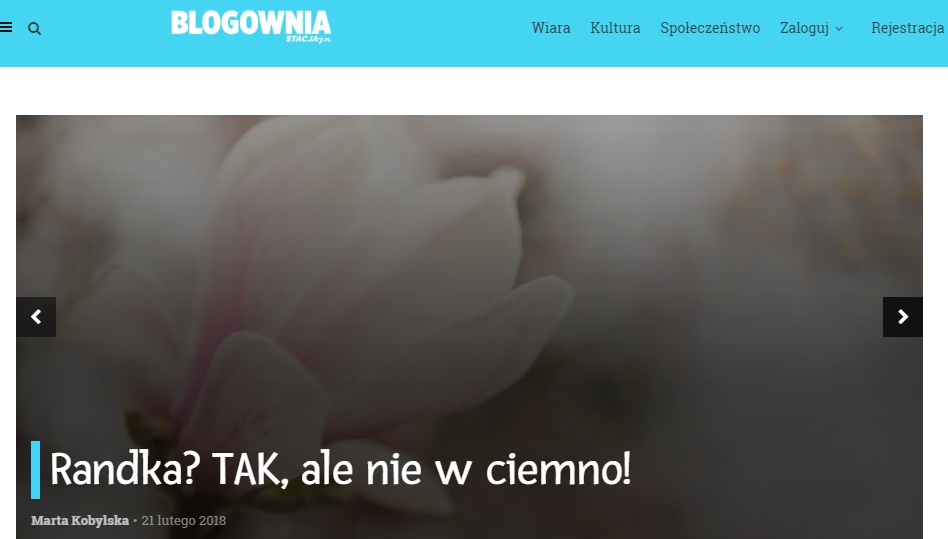 BLOGOWNIA
STACJA7.PL
Wiara Kultura Społeczeństwo Zaloguj Rejestracja
Randka? TAK, ale nie w ciemno!
Marta Kobylska • 21 lutego 2018